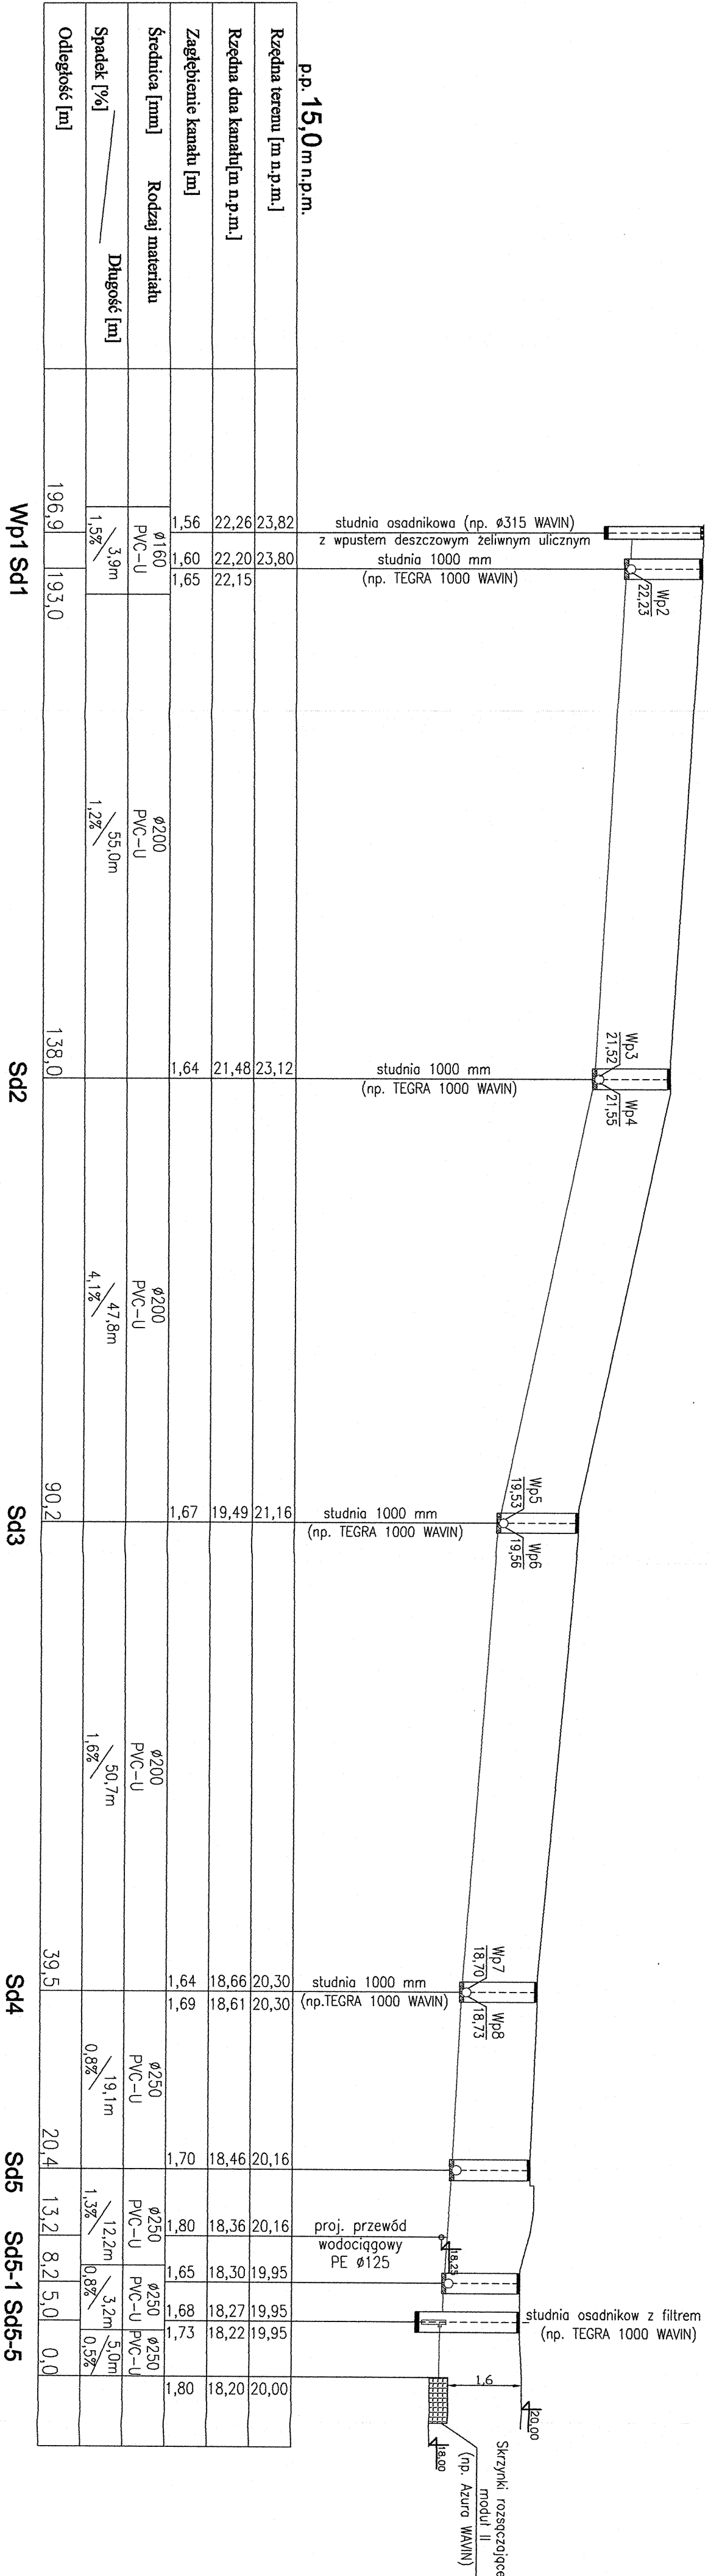 p.p. 15,0 m n.p.m.
Rzędna terenu [m n.p.m.]
Rzędna dna kanału[m n.p.m.]
Zagłębienie kanału [m]
Średnica [mm] Rodzaj materiału
Spadek [%] Długość [m]
Odległość [m]
studnia osadnikowa (np. ø315 WAVIN)
z wpustem deszczowym żeliwnym ulicznym
23,82
22,26
1,56
ø160
PVC-U
1,5% 3,9m
196,9
Wp1
studnia 1000 mm
(np. TEGRA 1000 WAVIN)
Wp2
22,23
23,80
22,20
22,15
1,60
1,65
193,0
Sd1
ø200
PVC-U
1,2% 55,0m
Wp3
21,52
Wp4
21,55
studnia 1000 mm
(np. TEGRA 1000 WAVIN)
23,12
21,48
1,64
138,0
Sd2
ø200
PVC-U
4,1% 47,8m
Wp5
19,53
Wp6
19,56
studnia 1000 mm
(np. TEGRA 1000 WAVIN)
21,16
19,49
1,67
90,2
Sd3
ø200
PVC-U
1,6% 50,7m
Wp7
18,70
Wp8
18,73
studnia 1000 mm
(np.TEGRA 1000 WAVIN)
20,30
20,30
18,66
18,61
1,64
1,69
39,5
Sd4
ø250
PVC-U
0,8% 19,1m
20,16
18,46
1,70
20,4
Sd5
ø250
PVC-U
1,3% 12,2m
proj. przewód
wodociągowy
PE ø125
18,25
20,16
18,36
1,80
13,2
19,95
18,30
1,65
8,2
Sd5-1
ø250
PVC-U
0,8% 3,2m
studnia osadnikow z filtrem
(np. TEGRA 1000 WAVIN)
19,95
19,95
18,27
18,22
1,68
1,73
5,0
Sd5-5
ø250
PVC-U
0,5% 5,0m
20,00
18,20
1,80
0,0
1,6
20,00
18,00
Skrzynki rozsączające
moduł II
(np. Azura WAVIN)